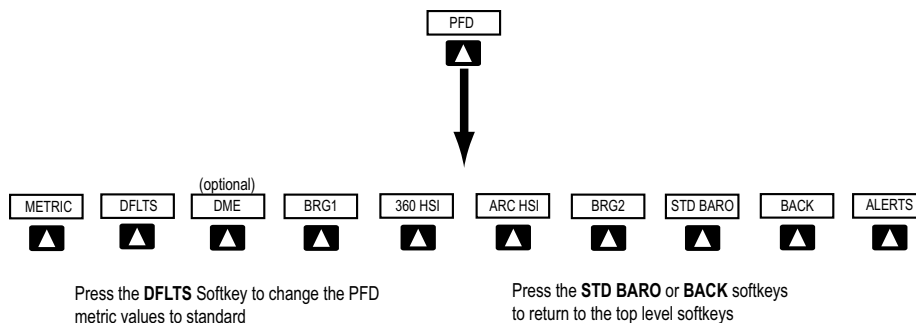 PFD
(optional)
METRIC DFLTS DME BRG1 360 HSI ARC HSI BRG2 STD BARO BACK ALERTS
Press the DFLTS Softkey to change the PFD
metric values to standard
Press the STD BARO or BACK softkeys
to return to the top level softkeys